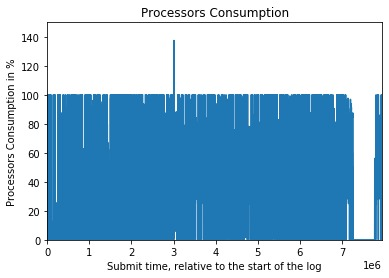 Processors Consumption
Processors Consumption in %
140
120
100
80
60
40
20
0
0 1 2 3 4 5 6 7
1e6
Submit time, relative to the start of the log